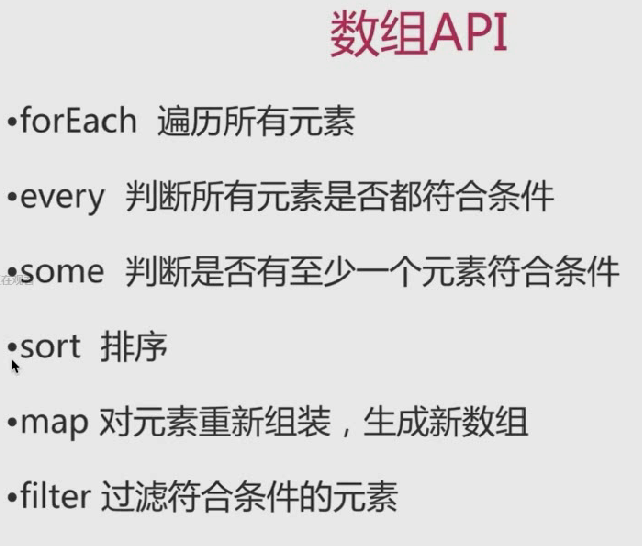 数组API
•forEach 遍历所有元素
•every 判断所有元素是否都符合条件
•some 判断是否有至少一个元素符合条件
•sort 排序
•map 对元素重新组装，生成新数组
•filter 过滤符合条件的元素